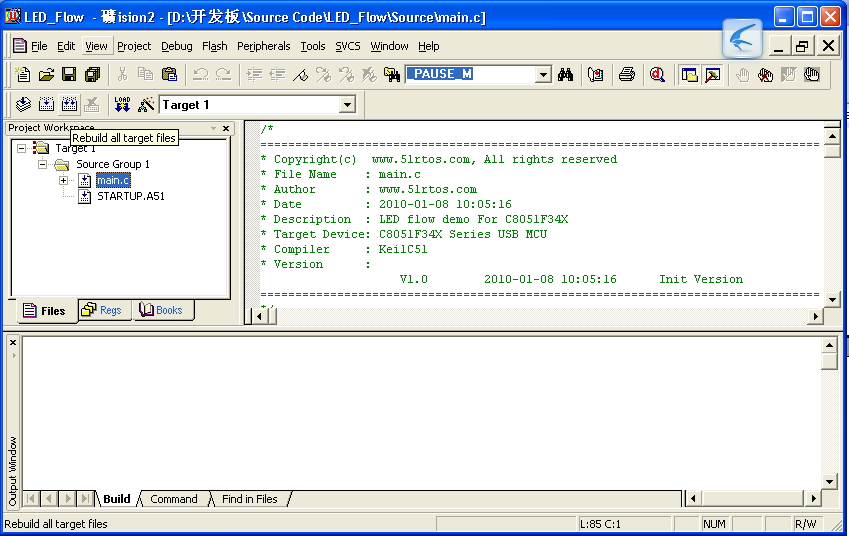 LED_Flow - 礦ision2 - [D:\开发板\Source Code\LED_Flow\Source\main.c]
File Edit View Project Debug Flash Peripherals Tools SVCS Window Help
PAUSE_M
LOAD
Target 1
Project Workspace
Rebuild all target files
Target 1
Source Group 1
main.c
STARTUP.A51
Files
Regs
Books
/*
================================================================================
* Copyright(c)  www.51rtos.com, All rights reserved
* File Name    : main.c
* Author       : www.51rtos.com
* Date         : 2010-01-08 10:05:16
* Description  : LED flow demo For C8051F34X
* Target Device: C8051F34X Series USB MCU
* Compiler     : KeilC51
* Version      :
V1.0        2010-01-08 10:05:16      Init Version
================================================================================
Output Window
Build Command Find in Files
Rebuild all target files
L:85 C:1
NUM
R/W